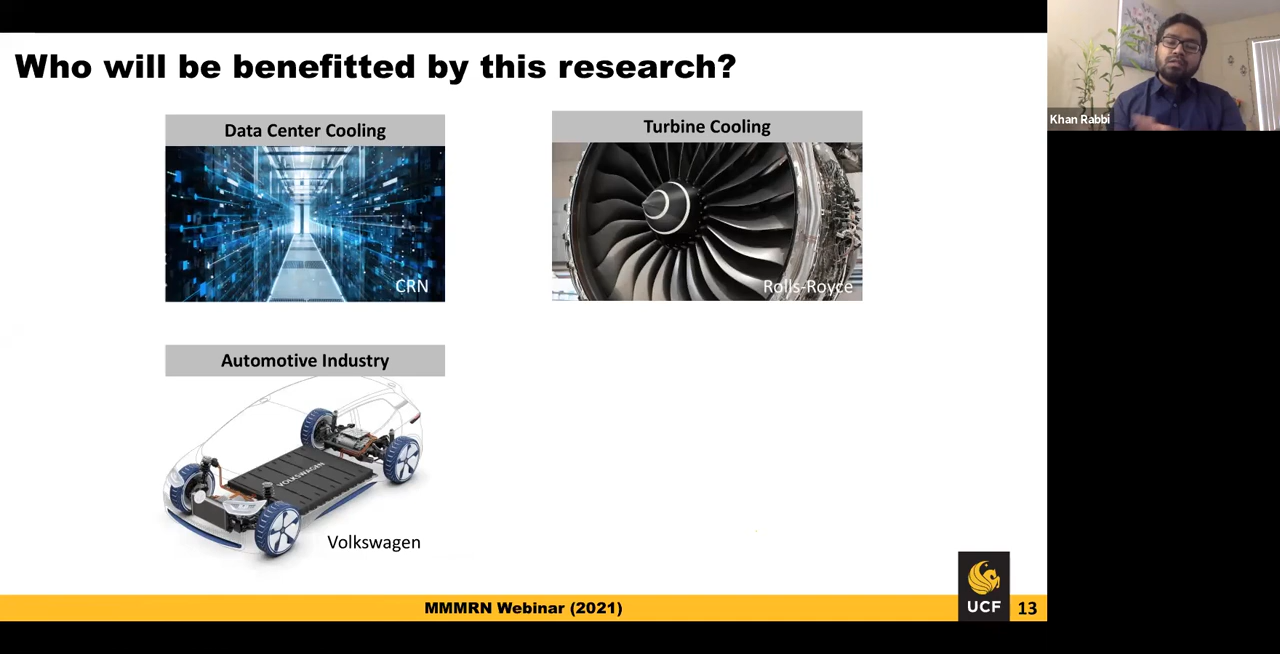 Who will be benefitted by this research?
Khan Rabbi
Data Center Cooling
Turbine Cooling
CRN
Rolls-Royce
Automotive Industry
VOLKSWAGEN
Volkswagen
MMMRN Webinar (2021)
UCF
13